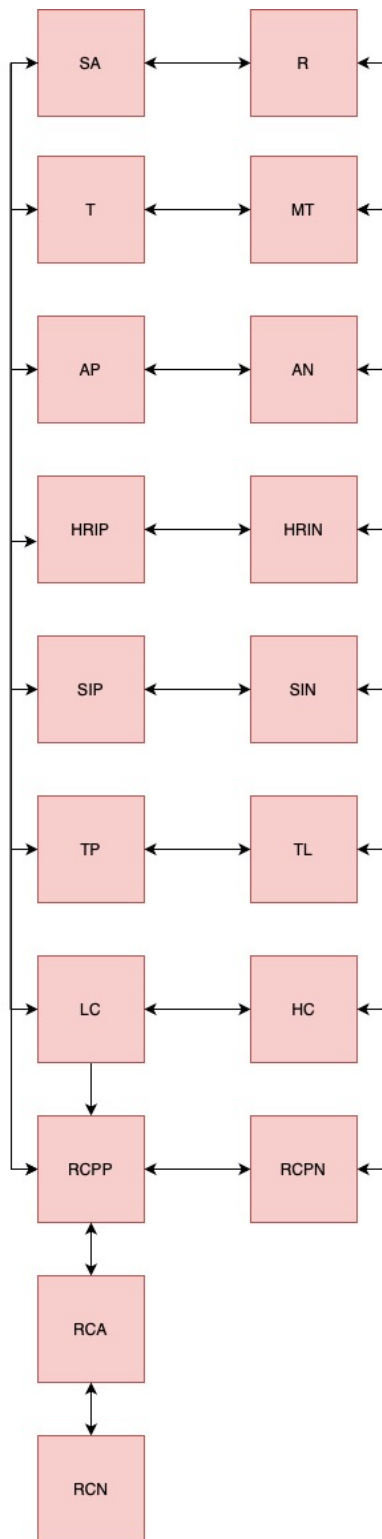 SA
R
T
MT
AP
AN
HRIP
HRIN
SIP
SIN
TP
TL
LC
HC
RCPP
RCPN
RCA
RCN